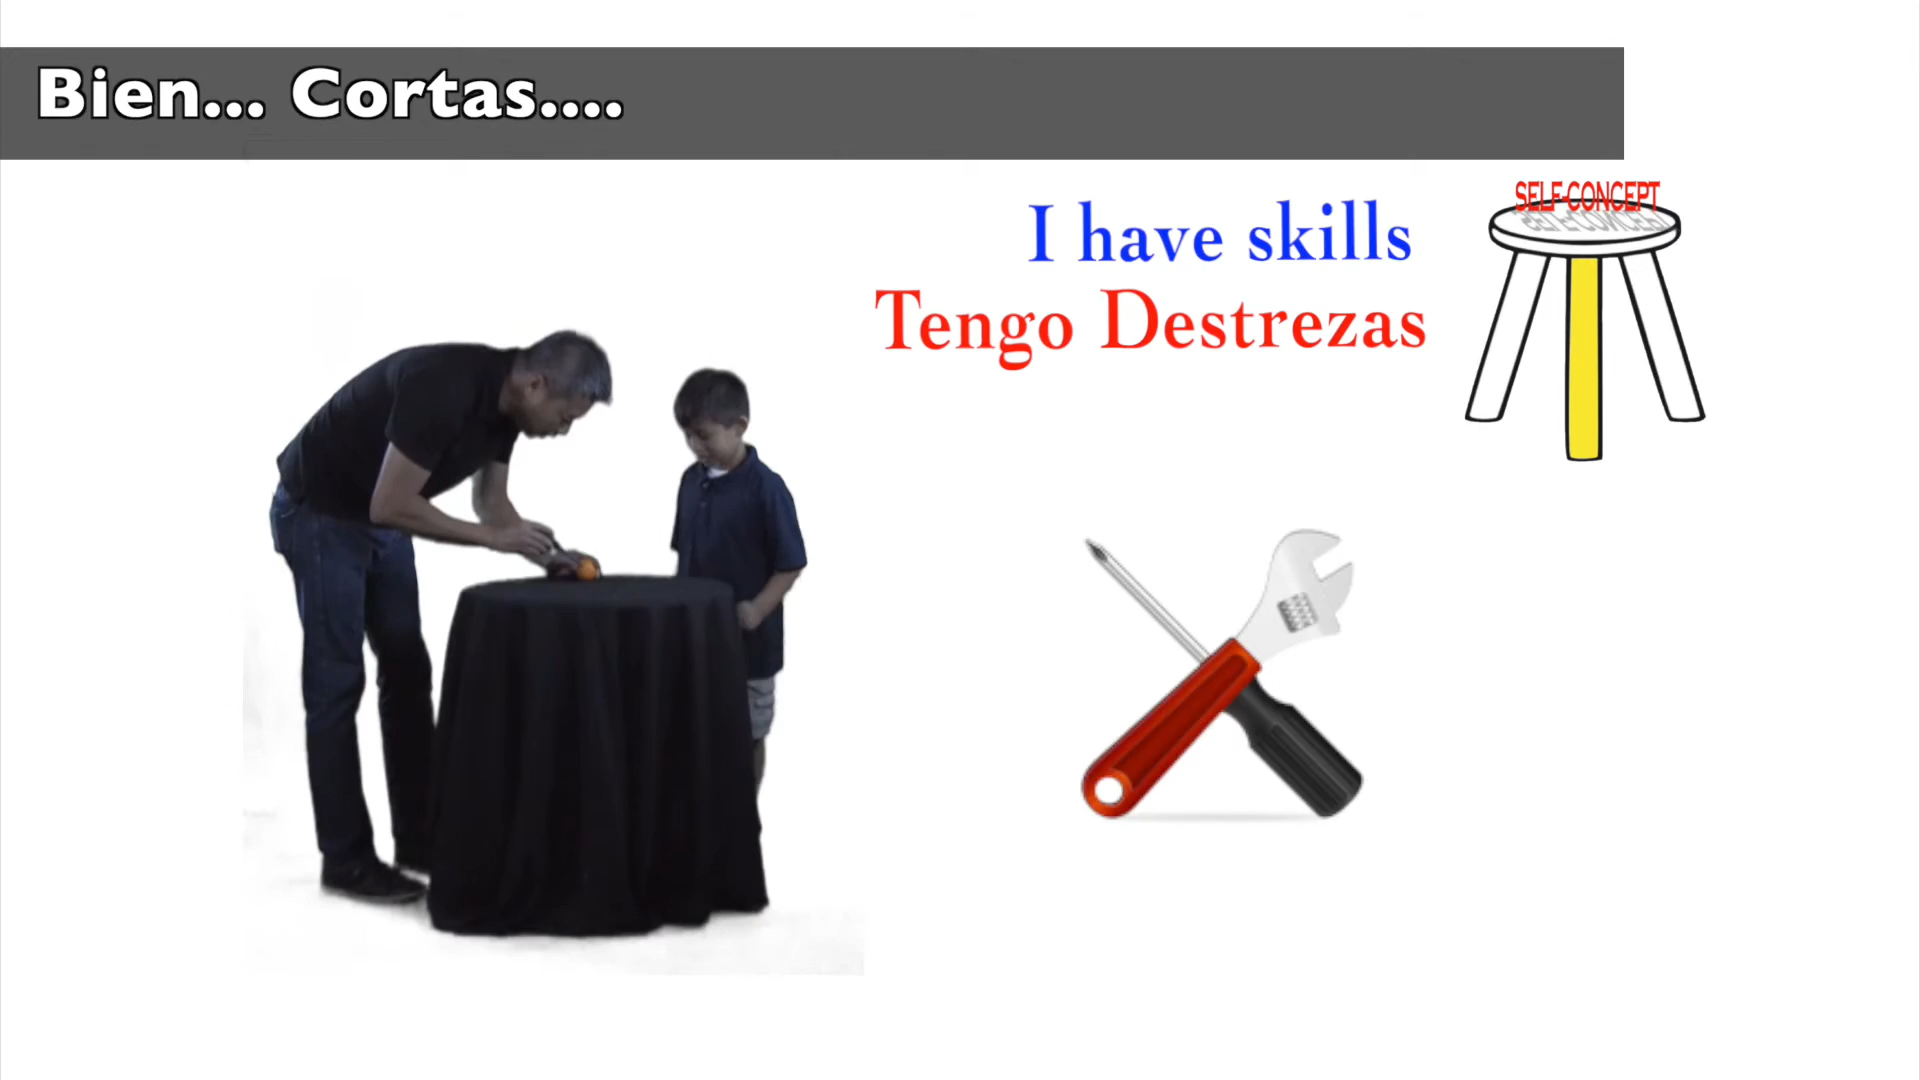 Bien... Cortas....
SELF-CONCEPT
I have skills
Tengo Destrezas